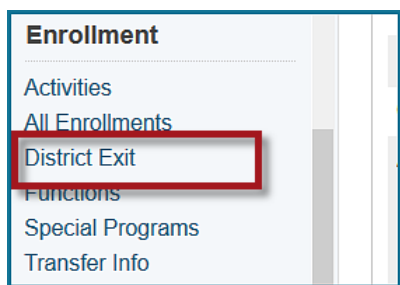 Enrollment
Activities
All Enrollments
District Exit
Functions
Special Programs
Transfer Info